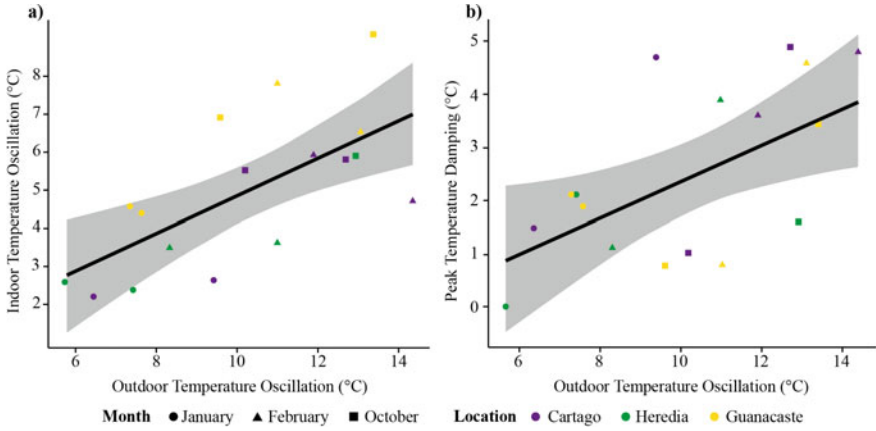 a)
Indoor Temperature Oscillation (°C)
8
7
6
5
4
3
2
6 8 10 12 14
Outdoor Temperature Oscillation (°C)
b)
Peak Temperature Damping (°C)
5
4
3
2
1
0
6 8 10 12 14
Outdoor Temperature Oscillation (°C)
Month January February October Location Cartago Heredia Guanacaste